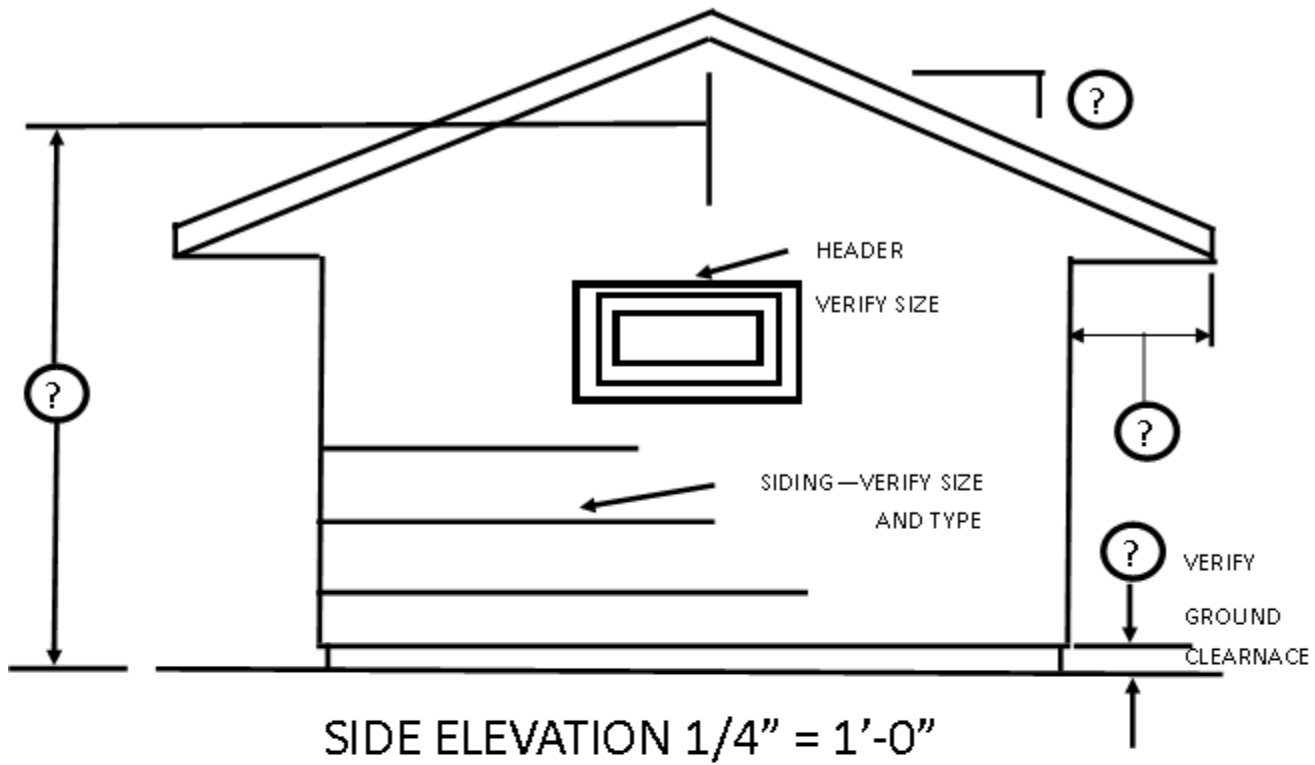 ?
HEADER
VERIFY SIZE
?
?
SIDING—VERIFY SIZE
AND TYPE
?
VERIFY
GROUND
CLEARNACE
SIDE ELEVATION 1/4” = 1’-0”